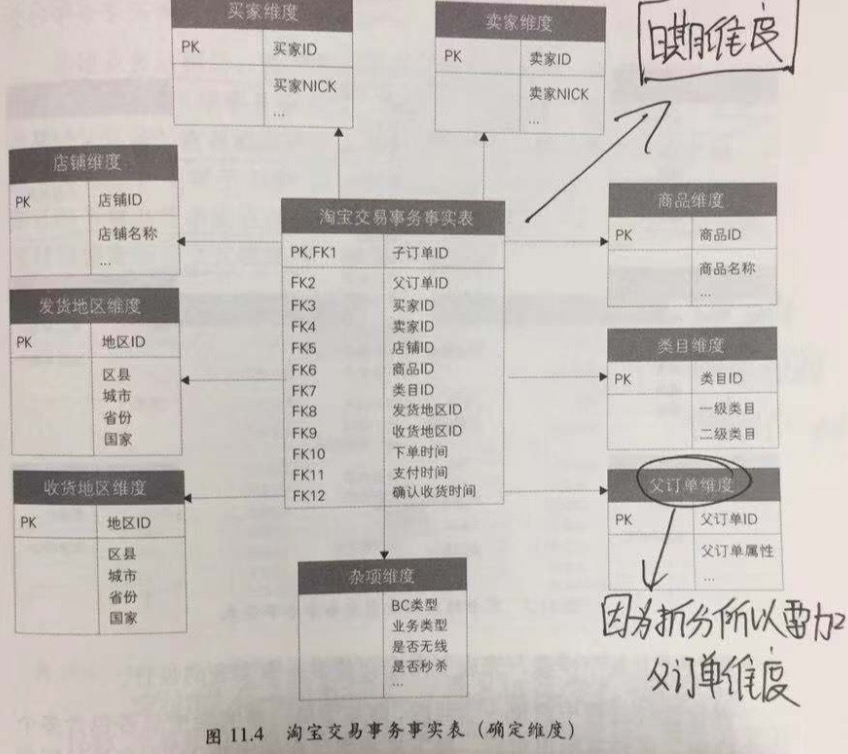 买家维度
PK 买家ID
买家NICK
...
卖家维度
PK 卖家ID
卖家NICK
...
日期维度
店铺维度
PK 店铺ID
店铺名称
...
淘宝交易事务事实表
PK,FK1 子订单ID
FK2 父订单ID
FK3 买家ID
FK4 卖家ID
FK5 店铺ID
FK6 商品ID
FK7 类目ID
FK8 发货地区ID
FK9 收货地区ID
FK10 下单时间
FK11 支付时间
FK12 确认收货时间
商品维度
PK 商品ID
商品名称
...
发货地区维度
PK 地区ID
区县
城市
省份
国家
类目维度
PK 类目ID
一级类目
二级类目
收货地区维度
PK 地区ID
区县
城市
省份
国家
父订单维度
PK 父订单ID
父订单属性
...
杂项维度
BC类型
业务类型
是否无线
是否秒杀
...
因为拆分所以需加
父订单维度
图 11.4 淘宝交易事务事实表（确定维度）